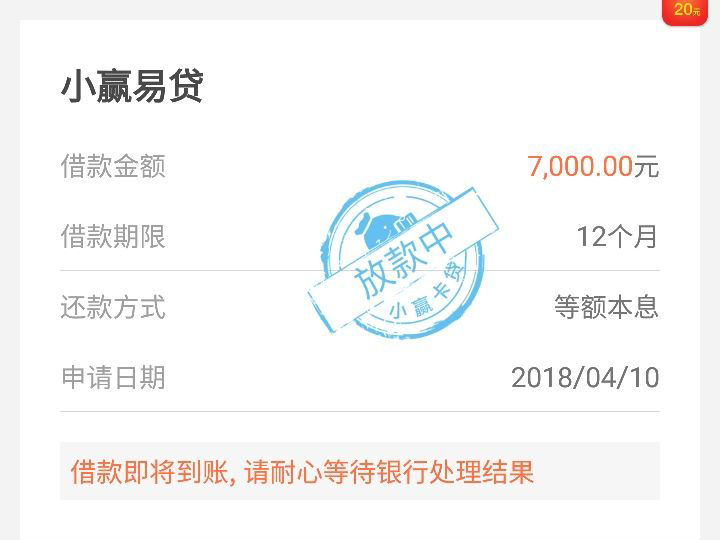 20元
小赢易贷
借款金额 7,000.00元
借款期限 12个月
放款中
小赢卡贷
还款方式 等额本息
申请日期 2018/04/10
借款即将到账, 请耐心等待银行处理结果